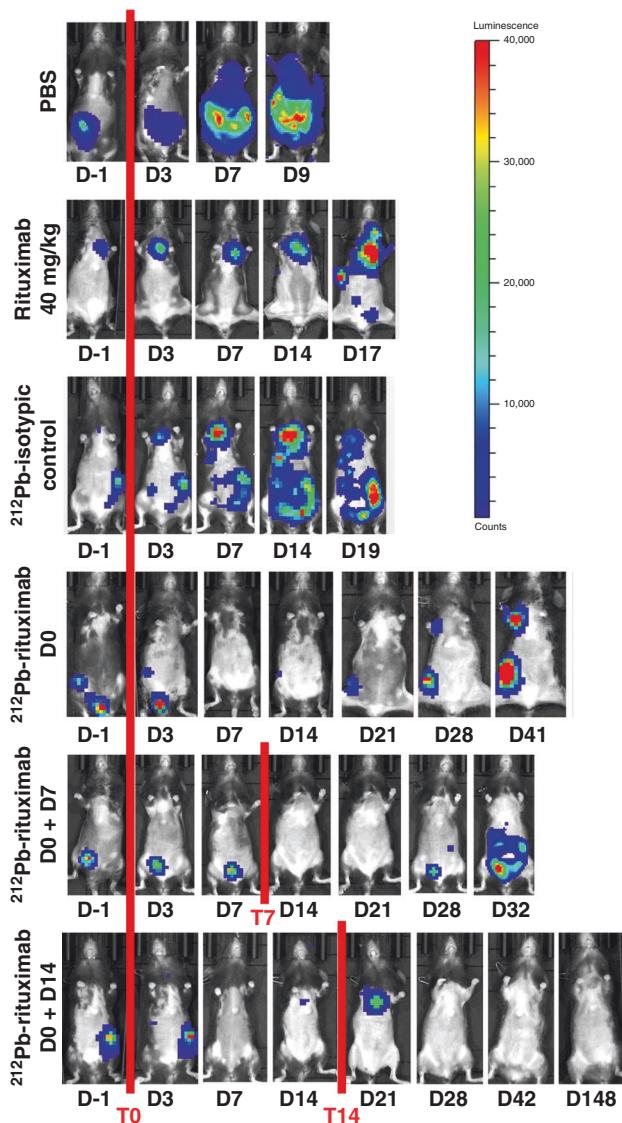 Luminescence
40,000
30,000
20,000
10,000
Counts
PBS
D-1 D3 D7 D9
Rituximab
40 mg/kg
D-1 D3 D7 D14 D17
²¹²Pb-isotypic
control
D-1 D3 D7 D14 D19
²¹²Pb-rituximab
D0
D-1 D3 D7 D14 D21 D28 D41
²¹²Pb-rituximab
D0 + D7
D-1 D3 D7 D14 D21 D28 D32
T7
²¹²Pb-rituximab
D0 + D14
D-1 D3 D7 D14 D21 D28 D42 D148
T0 T14